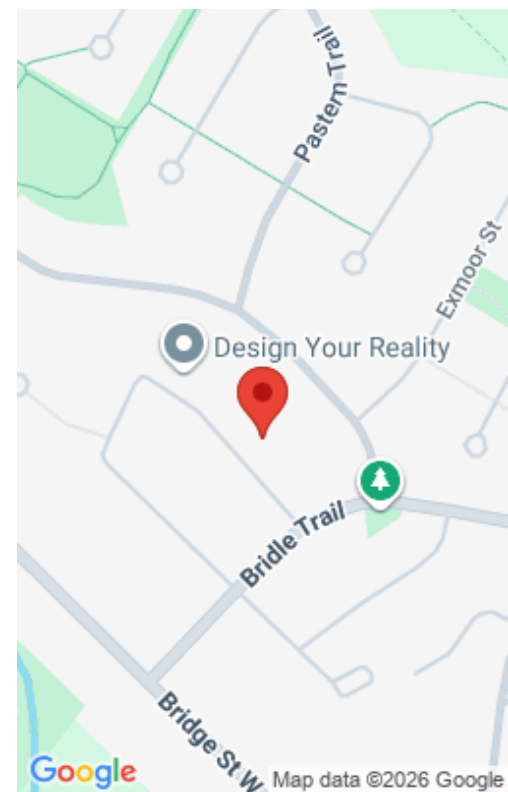 Pastern Trail
Exmoor St
Design Your Reality
Bridle Trail
Bridge St W
Google
Map data ©2026 Google